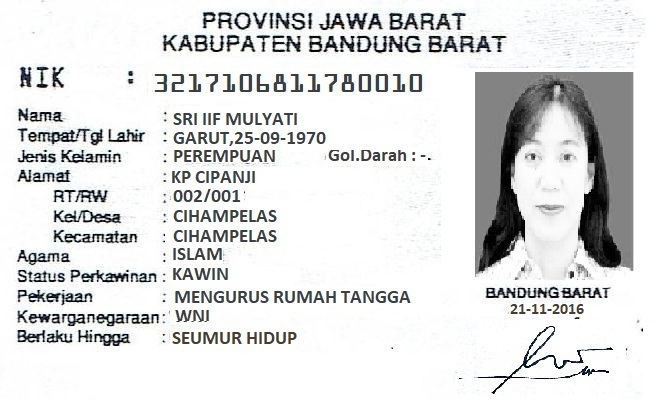 PROVINSI JAWA BARAT
KABUPATEN BANDUNG BARAT
NIK : 3217106811780010
Nama : SRI IIF MULYATI
Tempat/Tgl Lahir : GARUT,25-09-1970
Jenis Kelamin : PEREMPUAN Gol.Darah : -.
Alamat : KP CIPANJI
RT/RW : 002/001
Kel/Desa : CIHAMPELAS
Kecamatan : CIHAMPELAS
Agama : ISLAM
Status Perkawinan : KAWIN
Pekerjaan : MENGURUS RUMAH TANGGA
Kewarganegaraan : WNI
Berlaku Hingga : SEUMUR HIDUP
BANDUNG BARAT
21-11-2016